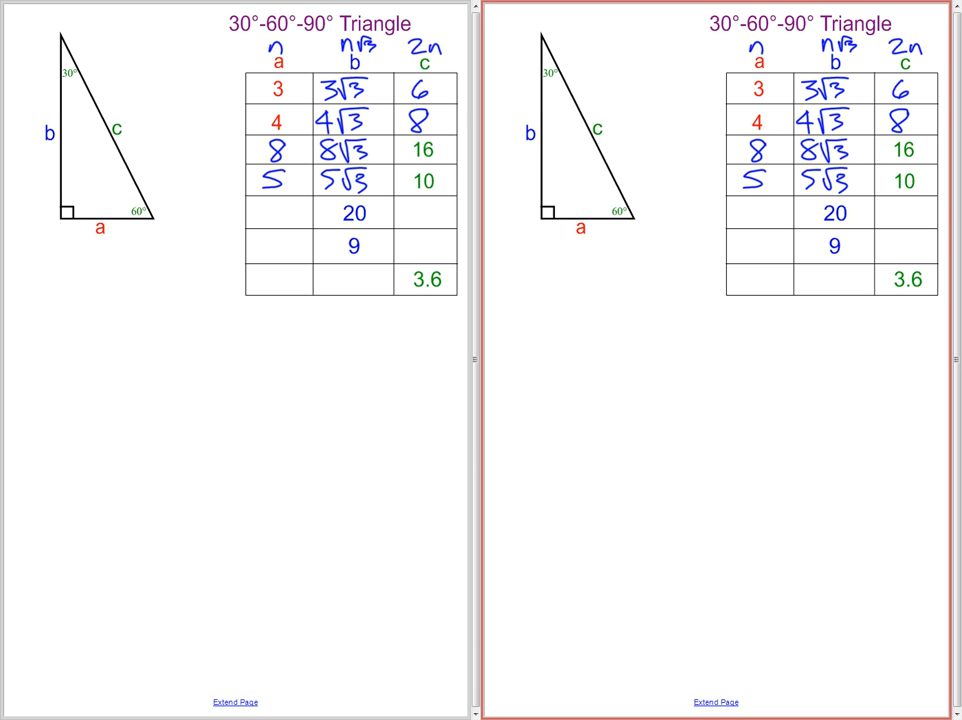 30°-60°-90° Triangle
n n√3 2n
a b c
30°
3 3√3 6
4 4√3 8
b c
8 8√3 16
5 5√3 10
60° 20
a
9
3.6
Extend Page
30°-60°-90° Triangle
n n√3 2n
a b c
30°
3 3√3 6
4 4√3 8
b c
8 8√3 16
5 5√3 10
60° 20
a
9
3.6
Extend Page